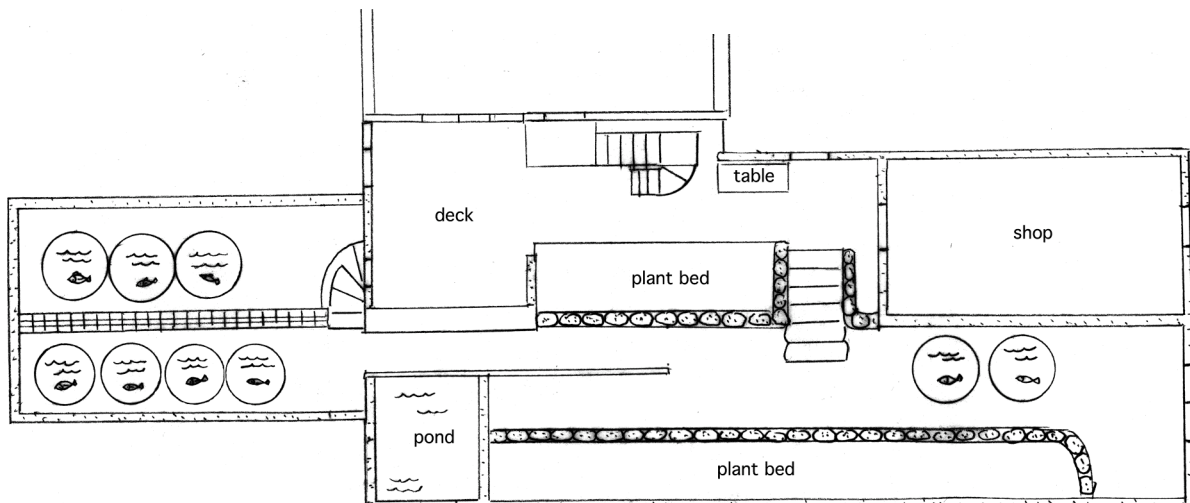 table
deck
shop
plant bed
pond
plant bed